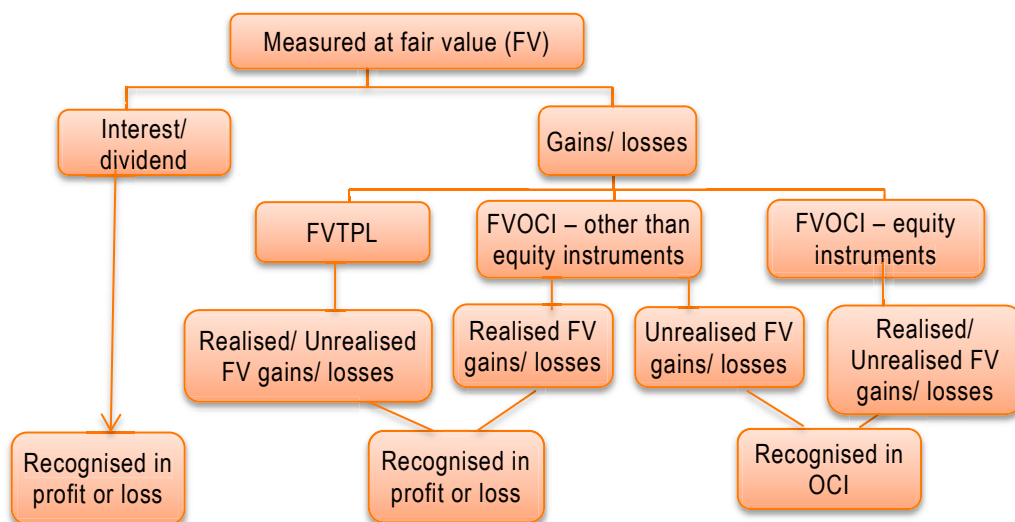 Measured at fair value (FV)
Interest/
dividend
Gains/ losses
FVTPL
FVOCI – other than
equity instruments
FVOCI – equity
instruments
Realised/ Unrealised
FV gains/ losses
Realised FV
gains/ losses
Unrealised FV
gains/ losses
Realised/
Unrealised FV
gains/ losses
Recognised in
profit or loss
Recognised in
profit or loss
Recognised in
OCI